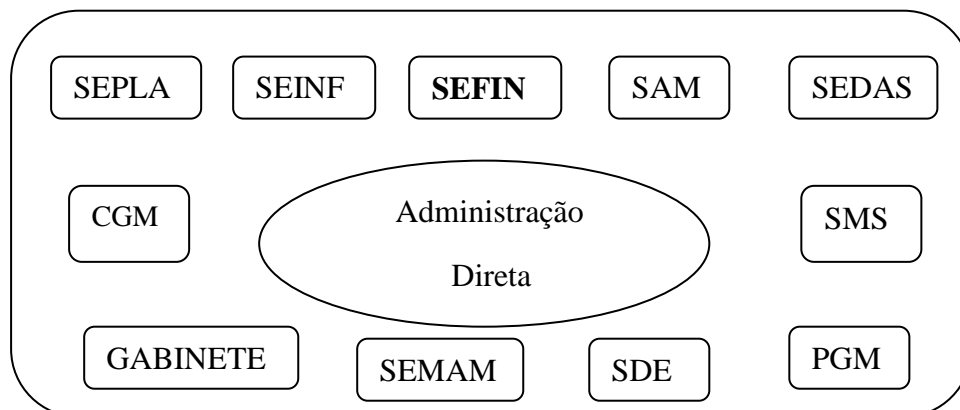 SEPLA
SEINF
SEFIN
SAM
SEDAS
CGM
Administração
Direta
SMS
GABINETE
SEMAM
SDE
PGM